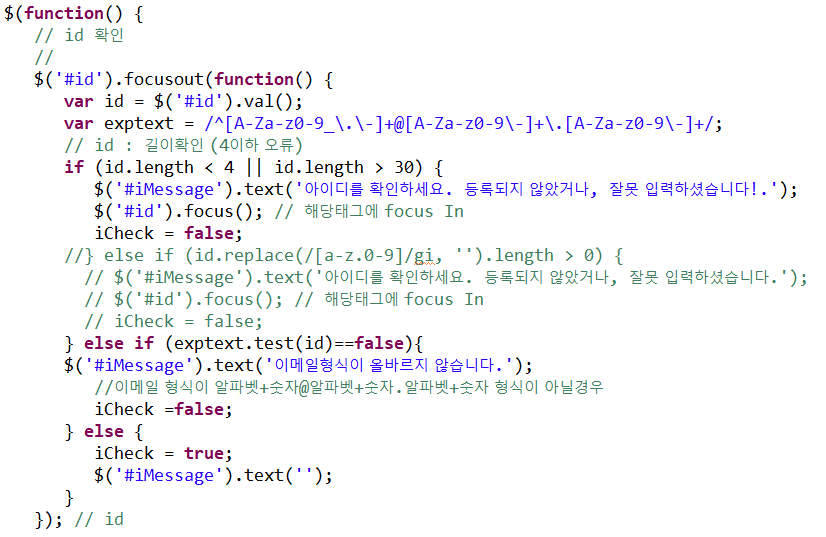 $(function() {
// id 확인
//
$('#id').focusout(function() {
var id = $('#id').val();
var exptext = /^[A-Za-z0-9_\.\-]+@[A-Za-z0-9\-]+\.[A-Za-z0-9\-]+/;
// id : 길이확인 (4이하 오류)
if (id.length < 4 || id.length > 30) {
$('#iMessage').text('아이디를 확인하세요. 등록되지 않았거나, 잘못 입력하셨습니다!.');
$('#id').focus(); // 해당태그에 focus In
iCheck = false;
//} else if (id.replace(/[a-z.0-9]/gi, '').length > 0) {
// $('#iMessage').text('아이디를 확인하세요. 등록되지 않았거나, 잘못 입력하셨습니다.');
// $('#id').focus(); // 해당태그에 focus In
// iCheck = false;
} else if (exptext.test(id)==false){
$('#iMessage').text('이메일형식이 올바르지 않습니다.');
//이메일 형식이 알파벳+숫자@알파벳+숫자.알파벳+숫자 형식이 아닐경우
iCheck =false;
} else {
iCheck = true;
$('#iMessage').text('');
}
}); // id